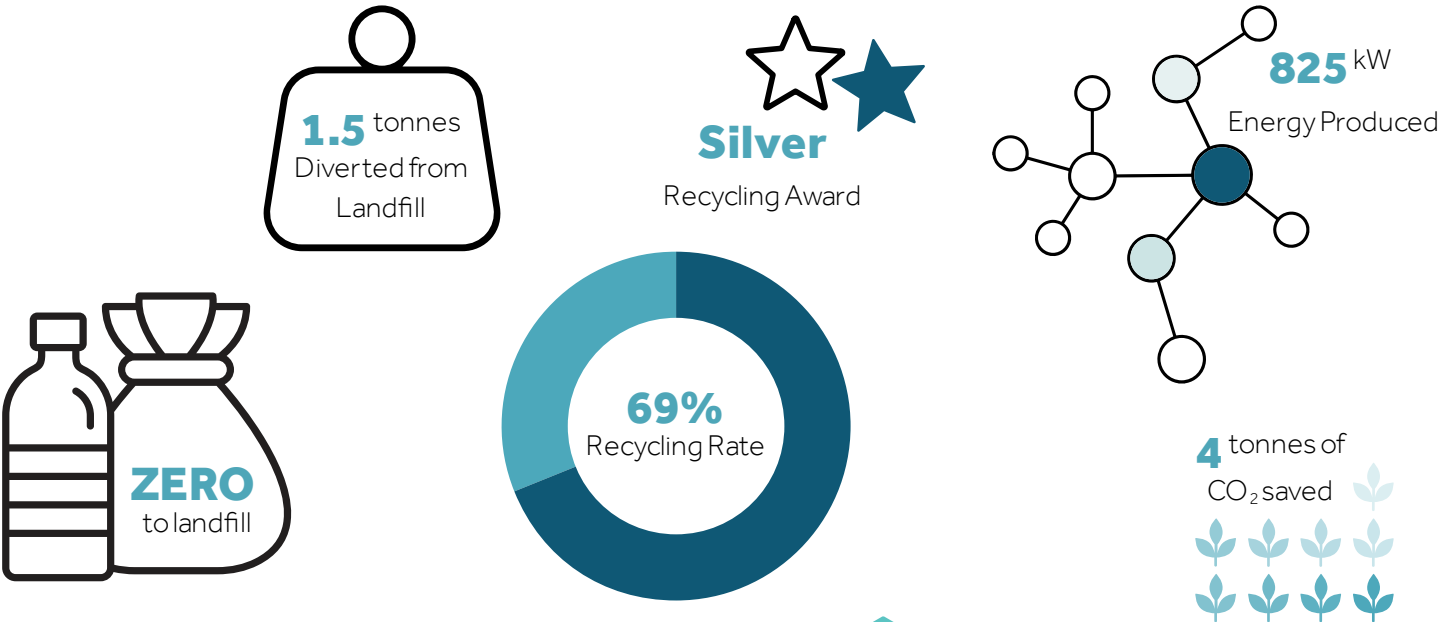 1.5 tonnes
Diverted from
Landfill
Silver
Recycling Award
825 kW
Energy Produced
ZERO
to landfill
69%
Recycling Rate
4 tonnes of
CO₂ saved